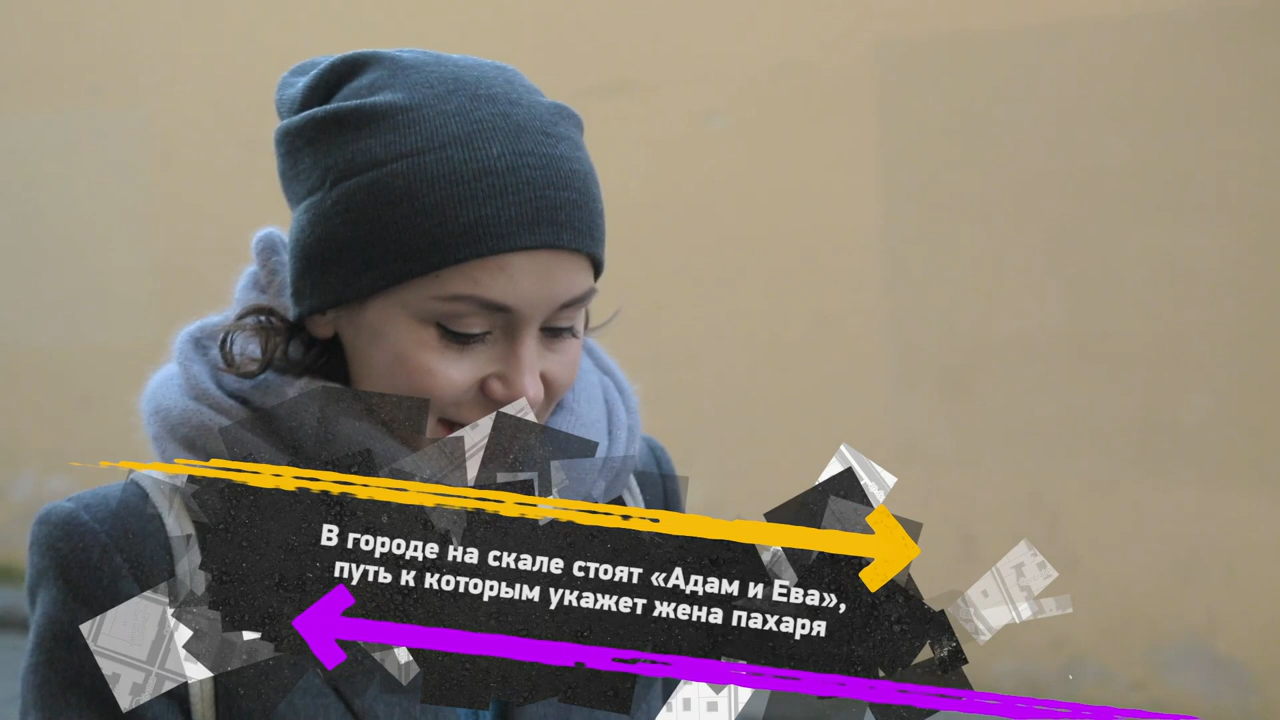 В городе на скале стоят «Адам и Ева»,
путь к которым укажет жена пахаря